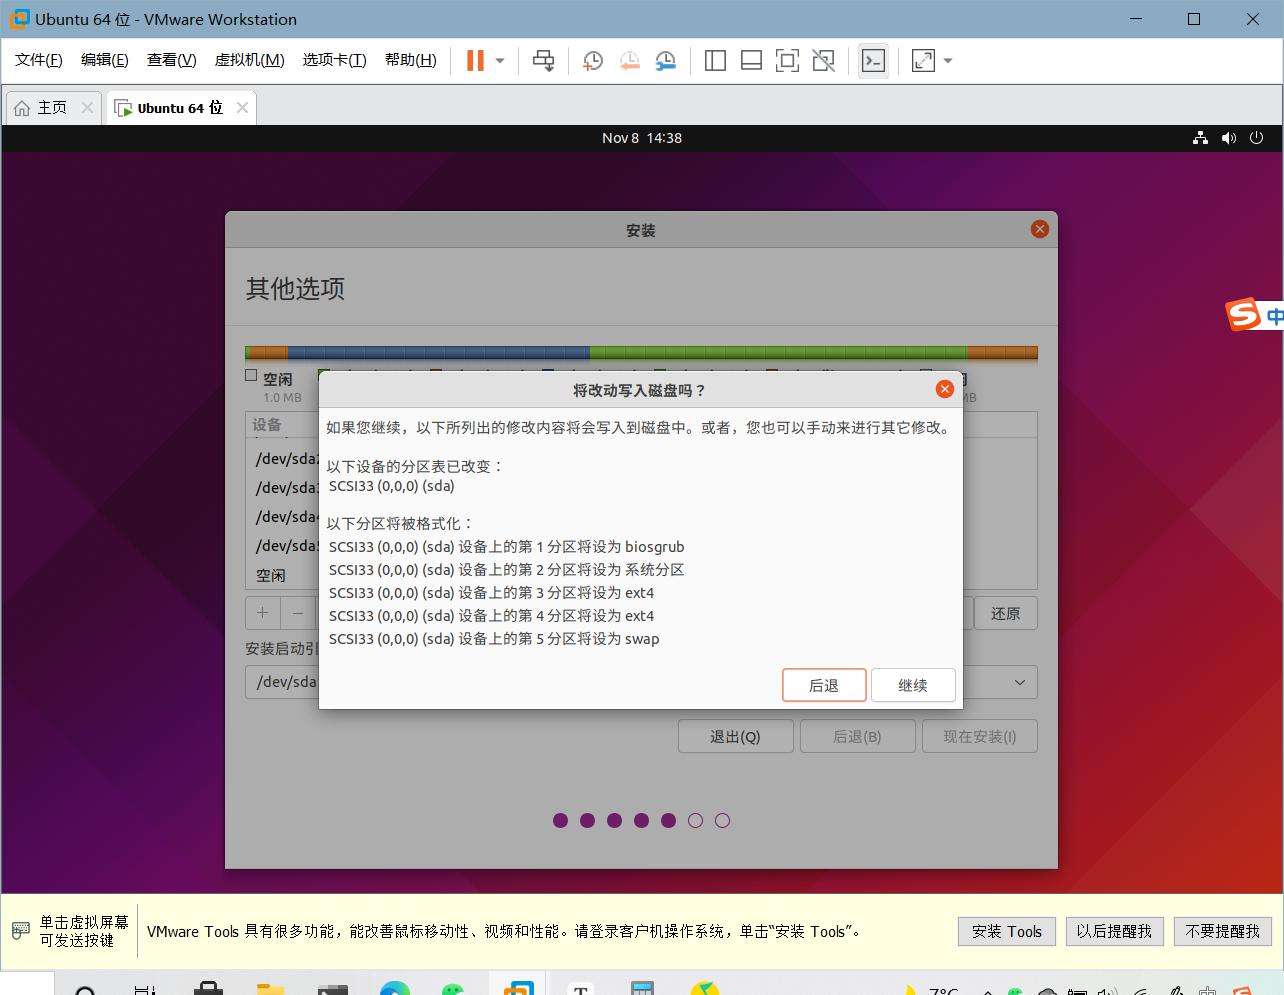 Ubuntu 64 位 - VMware Workstation
文件(F) 编辑(E) 查看(V) 虚拟机(M) 选项卡(T) 帮助(H)
主页 Ubuntu 64 位
Nov 8 14:38
安装
其他选项
空闲
1.0 MB
MB
设备
/dev/sda
/dev/sda
/dev/sda
/dev/sda
空闲
将改动写入磁盘吗？
如果您继续，以下所列出的修改内容将会写入到磁盘中。或者，您也可以手动来进行其它修改。
以下设备的分区表已改变：
SCSI33 (0,0,0) (sda)
以下分区将被格式化：
SCSI33 (0,0,0) (sda) 设备上的第 1 分区将设为 biosgrub
SCSI33 (0,0,0) (sda) 设备上的第 2 分区将设为 系统分区
SCSI33 (0,0,0) (sda) 设备上的第 3 分区将设为 ext4
SCSI33 (0,0,0) (sda) 设备上的第 4 分区将设为 ext4
SCSI33 (0,0,0) (sda) 设备上的第 5 分区将设为 swap
后退 继续
+ − 还原
安装启动引
/dev/sda
退出(Q) 后退(B) 现在安装(I)
中
单击虚拟屏幕
可发送按键
VMware Tools 具有很多功能，能改善鼠标移动性、视频和性能。请登录客户机操作系统，单击“安装 Tools”。
安装 Tools 以后提醒我 不要提醒我
7°C